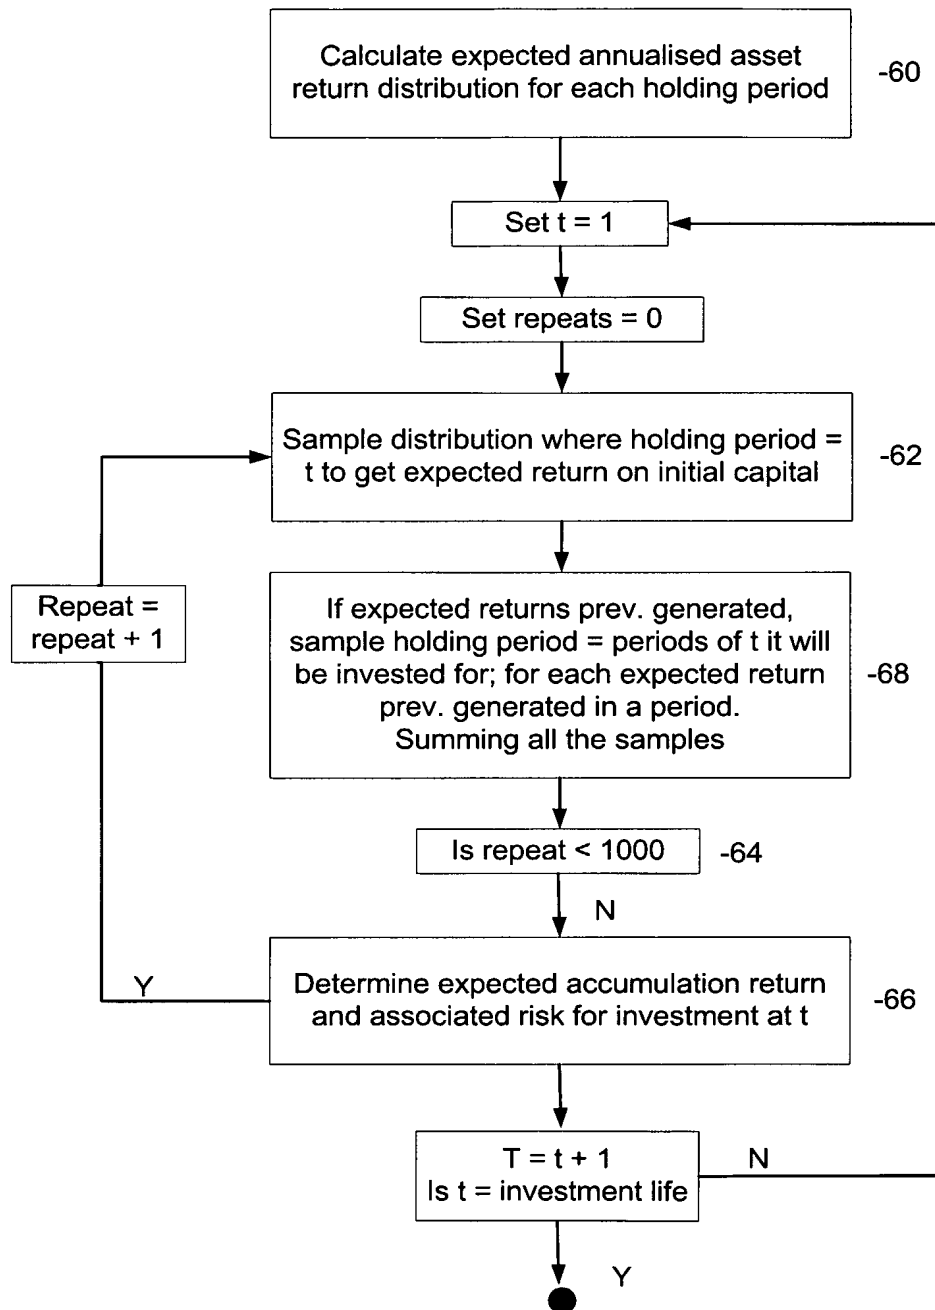 Calculate expected annualised asset
return distribution for each holding period
-60
Set t = 1
Set repeats = 0
Sample distribution where holding period =
t to get expected return on initial capital
-62
Repeat =
repeat + 1
If expected returns prev. generated,
sample holding period = periods of t it will
be invested for; for each expected return
prev. generated in a period.
Summing all the samples
-68
Is repeat < 1000
-64
N
Y
Determine expected accumulation return
and associated risk for investment at t
-66
T = t + 1
Is t = investment life
N
Y